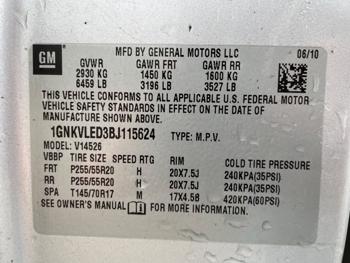 GM
MFD BY GENERAL MOTORS LLC 06/10
GVWR GAWR FRT GAWR RR
2930 KG 1450 KG 1600 KG
6459 LB 3196 LB 3527 LB
THIS VEHICLE CONFORMS TO ALL APPLICABLE U.S. FEDERAL MOTOR
VEHICLE SAFETY STANDARDS IN EFFECT ON THE DATE OF
MANUFACTURE SHOWN ABOVE.
1GNKVLED3BJ115624 TYPE: M.P.V.
MODEL: V14526
VBBP TIRE SIZE SPEED RTG RIM COLD TIRE PRESSURE
FRT P255/55R20 H 20X7.5J 240KPA(35PSI)
RR P255/55R20 H 20X7.5J 240KPA(35PSI)
SPA T145/70R17 M 17X4.5B 420KPA(60PSI)
SEE OWNER'S MANUAL FOR MORE INFORMATION.